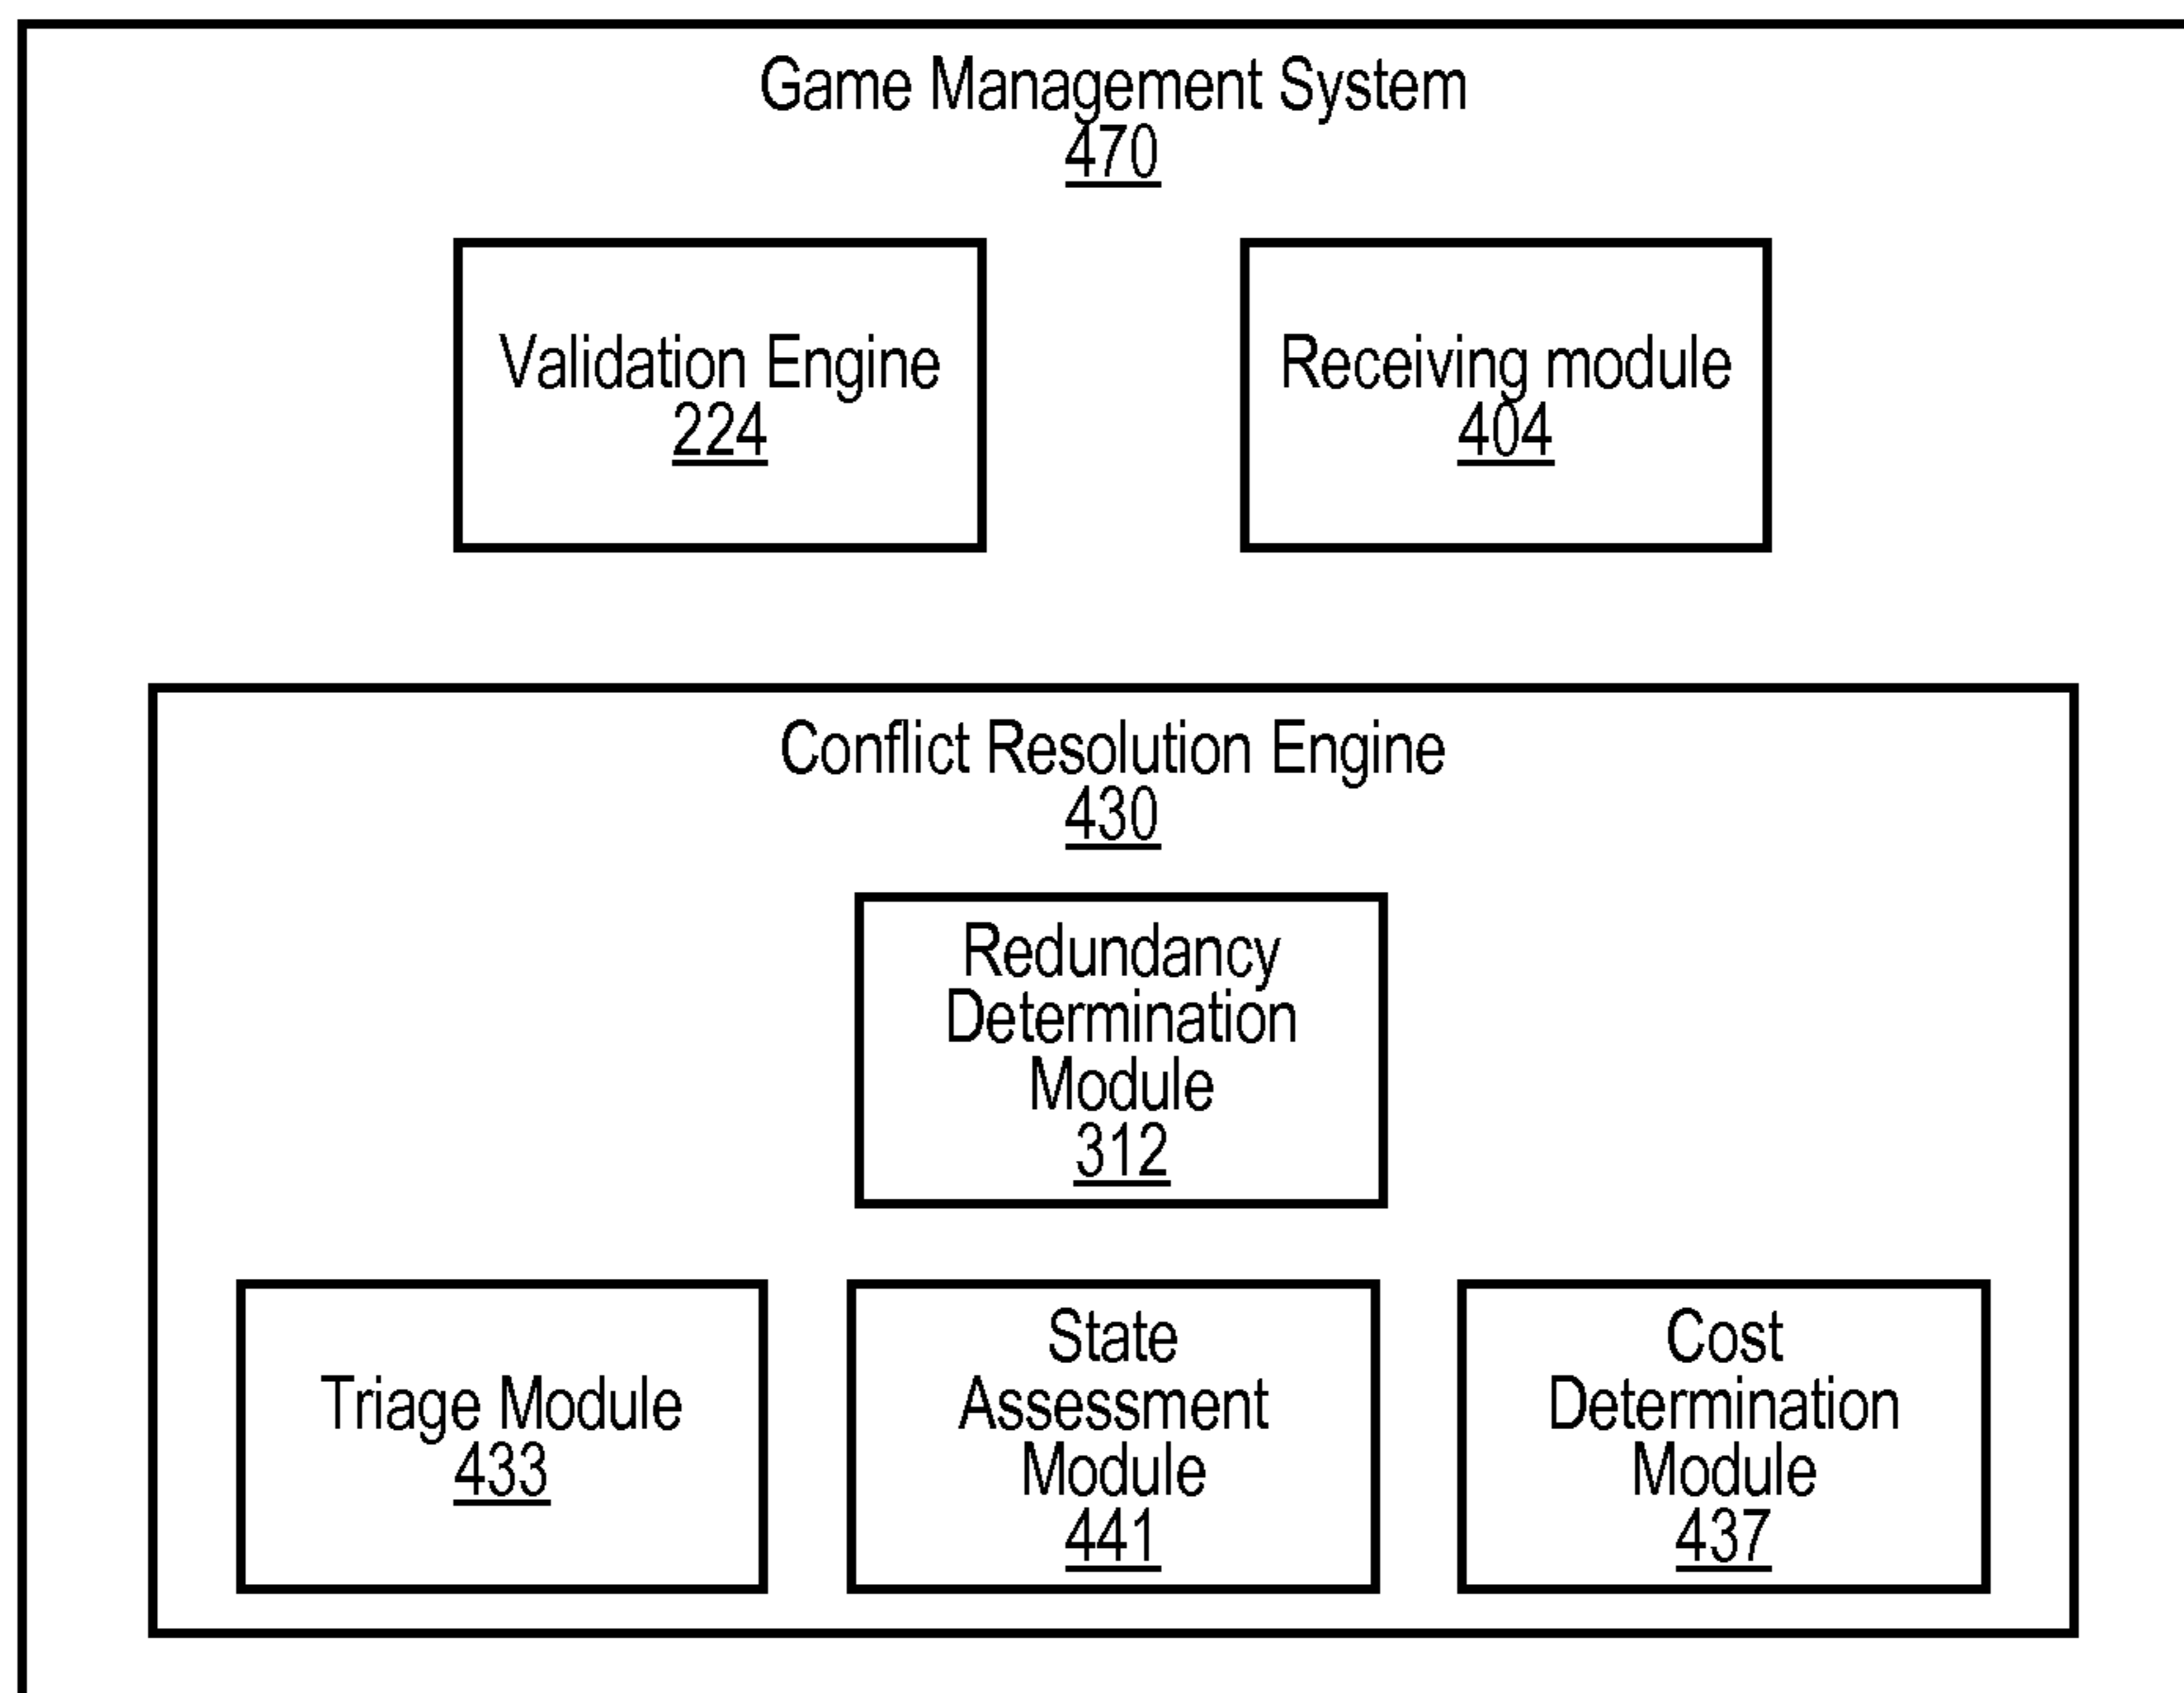 Game Management System
470
Validation Engine
224
Receiving module
404
Conflict Resolution Engine
430
Redundancy
Determination
Module
312
Triage Module
433
State
Assessment
Module
441
Cost
Determination
Module
437